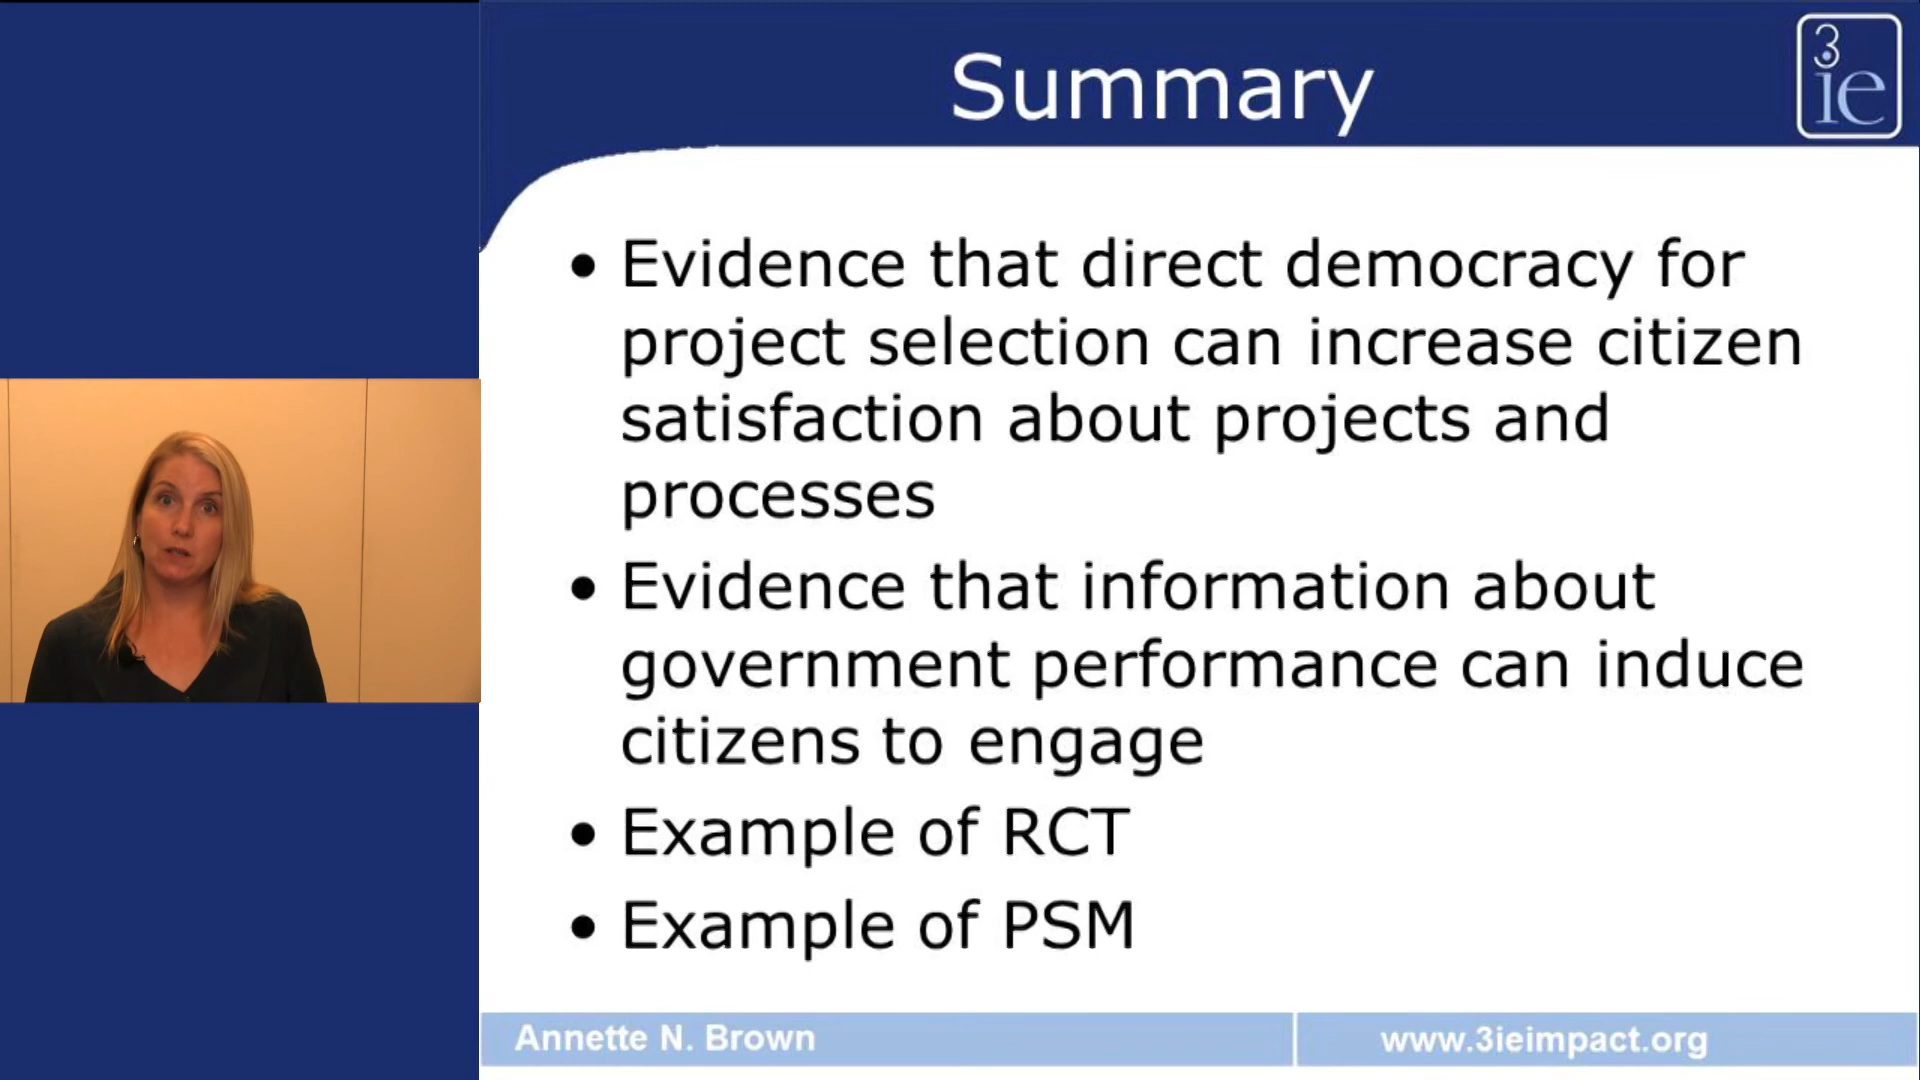 Summary
3
ie
• Evidence that direct democracy for
project selection can increase citizen
satisfaction about projects and
processes
• Evidence that information about
government performance can induce
citizens to engage
• Example of RCT
• Example of PSM
Annette N. Brown
www.3ieimpact.org